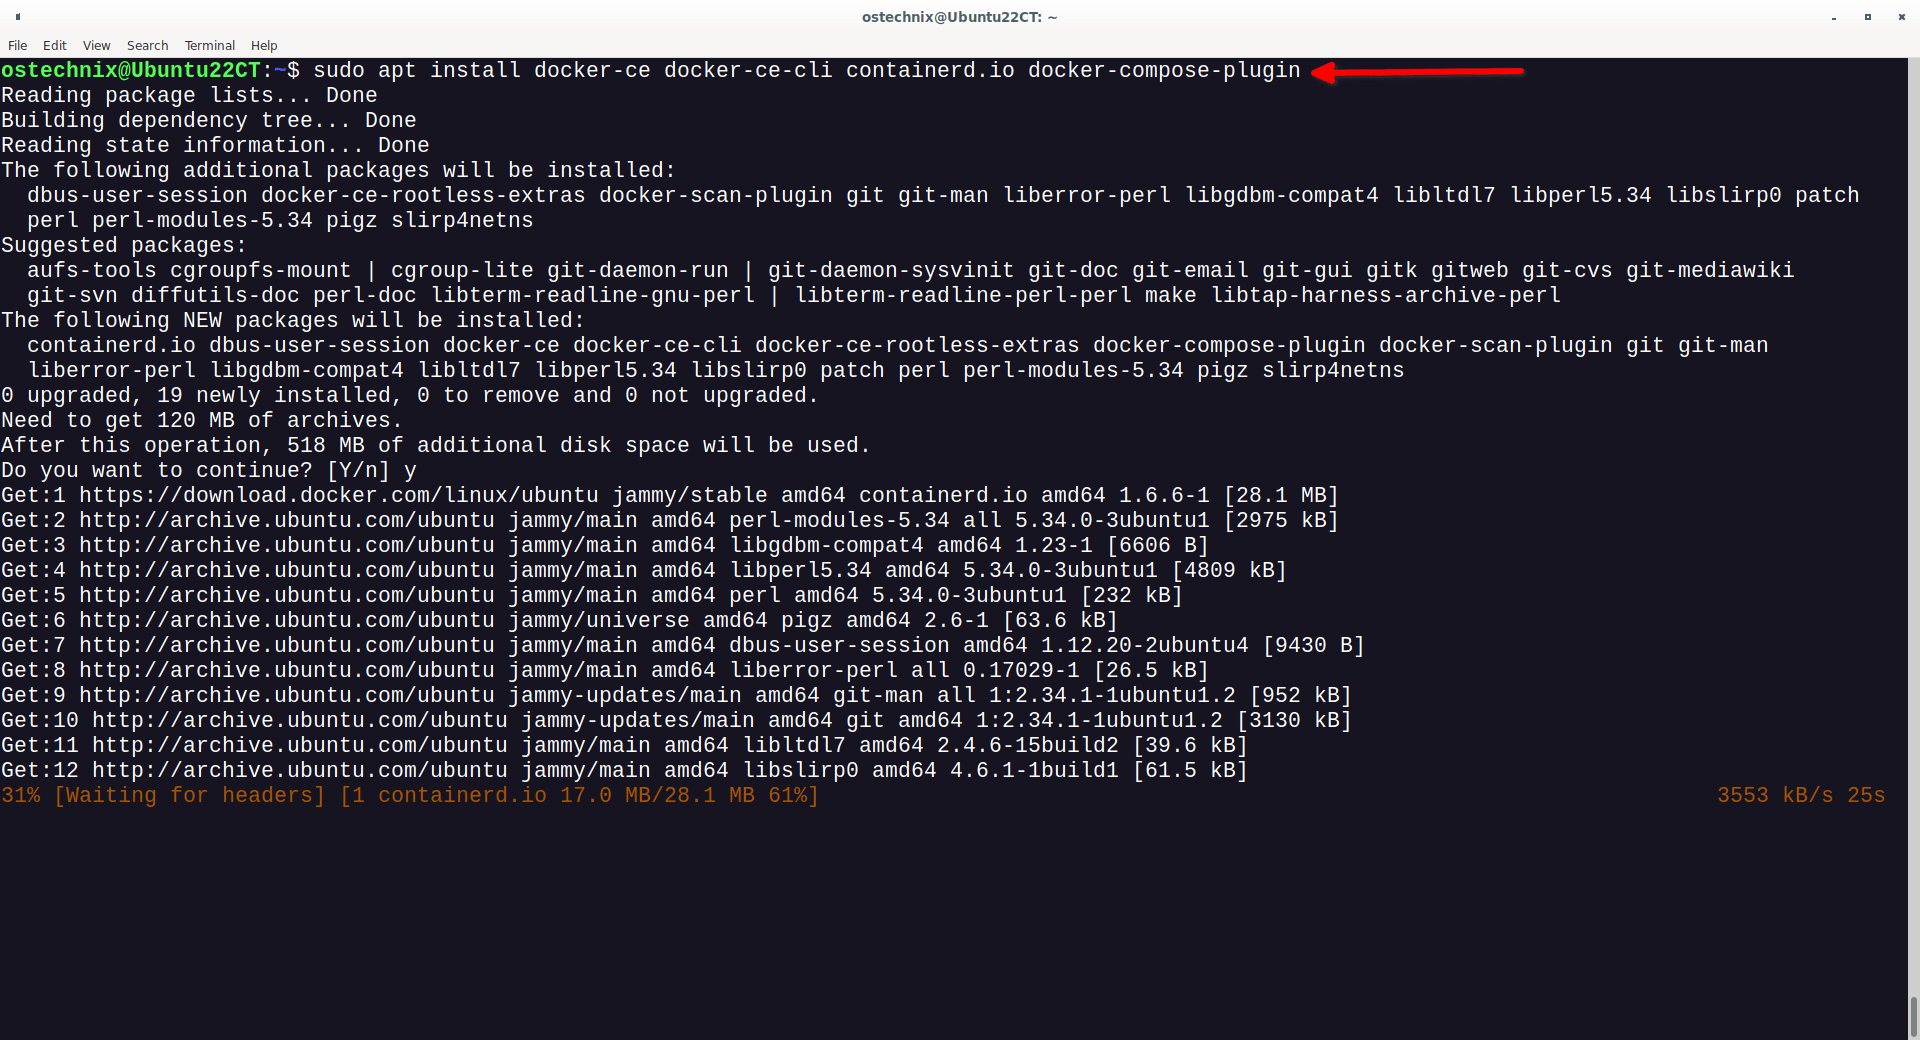 ostechnix@Ubuntu22CT: ~
File Edit View Search Terminal Help
ostechnix@Ubuntu22CT:~$ sudo apt install docker-ce docker-ce-cli containerd.io docker-compose-plugin
Reading package lists... Done
Building dependency tree... Done
Reading state information... Done
The following additional packages will be installed:
  dbus-user-session docker-ce-rootless-extras docker-scan-plugin git git-man liberror-perl libgdbm-compat4 libltdl7 libperl5.34 libslirp0 patch
  perl perl-modules-5.34 pigz slirp4netns
Suggested packages:
  aufs-tools cgroupfs-mount | cgroup-lite git-daemon-run | git-daemon-sysvinit git-doc git-email git-gui gitk gitweb git-cvs git-mediawiki
  git-svn diffutils-doc perl-doc libterm-readline-gnu-perl | libterm-readline-perl-perl make libtap-harness-archive-perl
The following NEW packages will be installed:
  containerd.io dbus-user-session docker-ce docker-ce-cli docker-ce-rootless-extras docker-compose-plugin docker-scan-plugin git git-man
  liberror-perl libgdbm-compat4 libltdl7 libperl5.34 libslirp0 patch perl perl-modules-5.34 pigz slirp4netns
0 upgraded, 19 newly installed, 0 to remove and 0 not upgraded.
Need to get 120 MB of archives.
After this operation, 518 MB of additional disk space will be used.
Do you want to continue? [Y/n] y
Get:1 https://download.docker.com/linux/ubuntu jammy/stable amd64 containerd.io amd64 1.6.6-1 [28.1 MB]
Get:2 http://archive.ubuntu.com/ubuntu jammy/main amd64 perl-modules-5.34 all 5.34.0-3ubuntu1 [2975 kB]
Get:3 http://archive.ubuntu.com/ubuntu jammy/main amd64 libgdbm-compat4 amd64 1.23-1 [6606 B]
Get:4 http://archive.ubuntu.com/ubuntu jammy/main amd64 libperl5.34 amd64 5.34.0-3ubuntu1 [4809 kB]
Get:5 http://archive.ubuntu.com/ubuntu jammy/main amd64 perl amd64 5.34.0-3ubuntu1 [232 kB]
Get:6 http://archive.ubuntu.com/ubuntu jammy/universe amd64 pigz amd64 2.6-1 [63.6 kB]
Get:7 http://archive.ubuntu.com/ubuntu jammy/main amd64 dbus-user-session amd64 1.12.20-2ubuntu4 [9430 B]
Get:8 http://archive.ubuntu.com/ubuntu jammy/main amd64 liberror-perl all 0.17029-1 [26.5 kB]
Get:9 http://archive.ubuntu.com/ubuntu jammy-updates/main amd64 git-man all 1:2.34.1-1ubuntu1.2 [952 kB]
Get:10 http://archive.ubuntu.com/ubuntu jammy-updates/main amd64 git amd64 1:2.34.1-1ubuntu1.2 [3130 kB]
Get:11 http://archive.ubuntu.com/ubuntu jammy/main amd64 libltdl7 amd64 2.4.6-15build2 [39.6 kB]
Get:12 http://archive.ubuntu.com/ubuntu jammy/main amd64 libslirp0 amd64 4.6.1-1build1 [61.5 kB]
31% [Waiting for headers] [1 containerd.io 17.0 MB/28.1 MB 61%] 3553 kB/s 25s